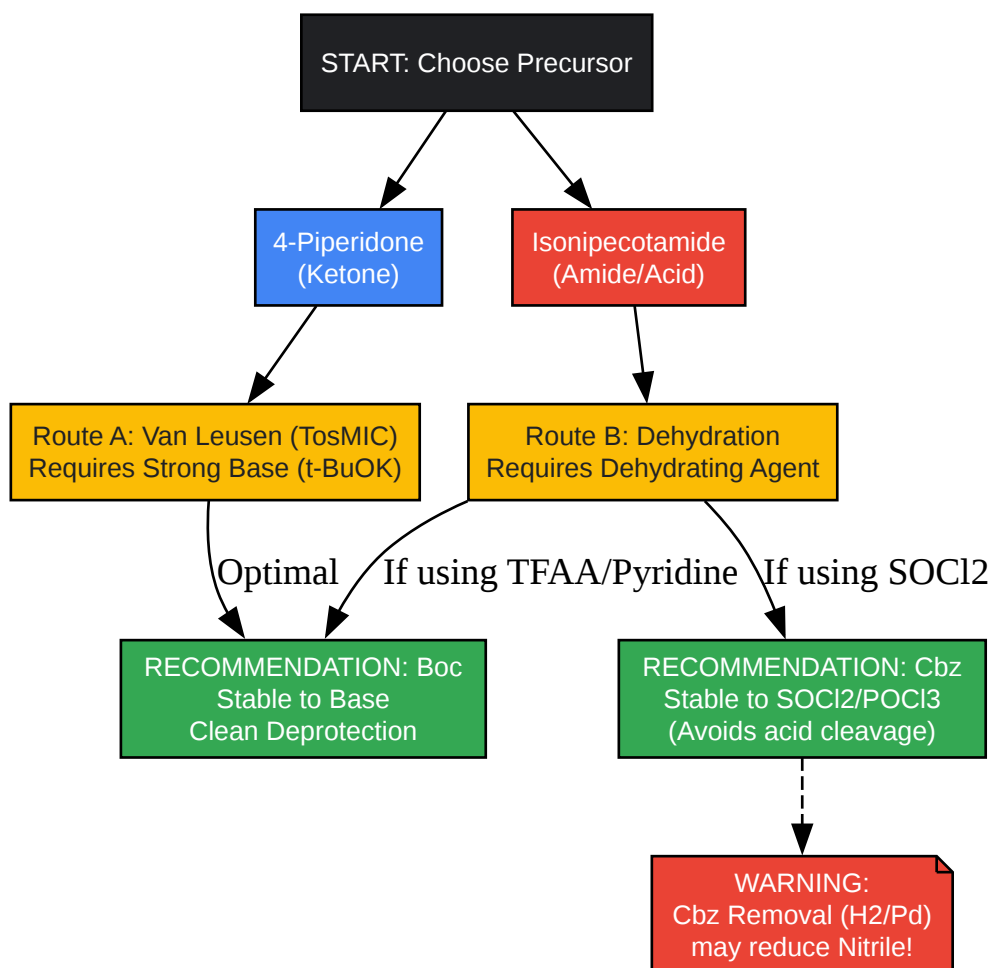 START: Choose Precursor
4-Piperidone
(Ketone)
Isonipecotamide
(Amide/Acid)
Route A: Van Leusen (TosMIC)
Requires Strong Base (t-BuOK)
Route B: Dehydration
Requires Dehydrating Agent
Optimal
If using TFAA/Pyridine
If using SOCl2
RECOMMENDATION: Boc
Stable to Base
Clean Deprotection
RECOMMENDATION: Cbz
Stable to SOCl2/POCl3
(Avoids acid cleavage)
WARNING:
Cbz Removal (H2/Pd)
may reduce Nitrile!